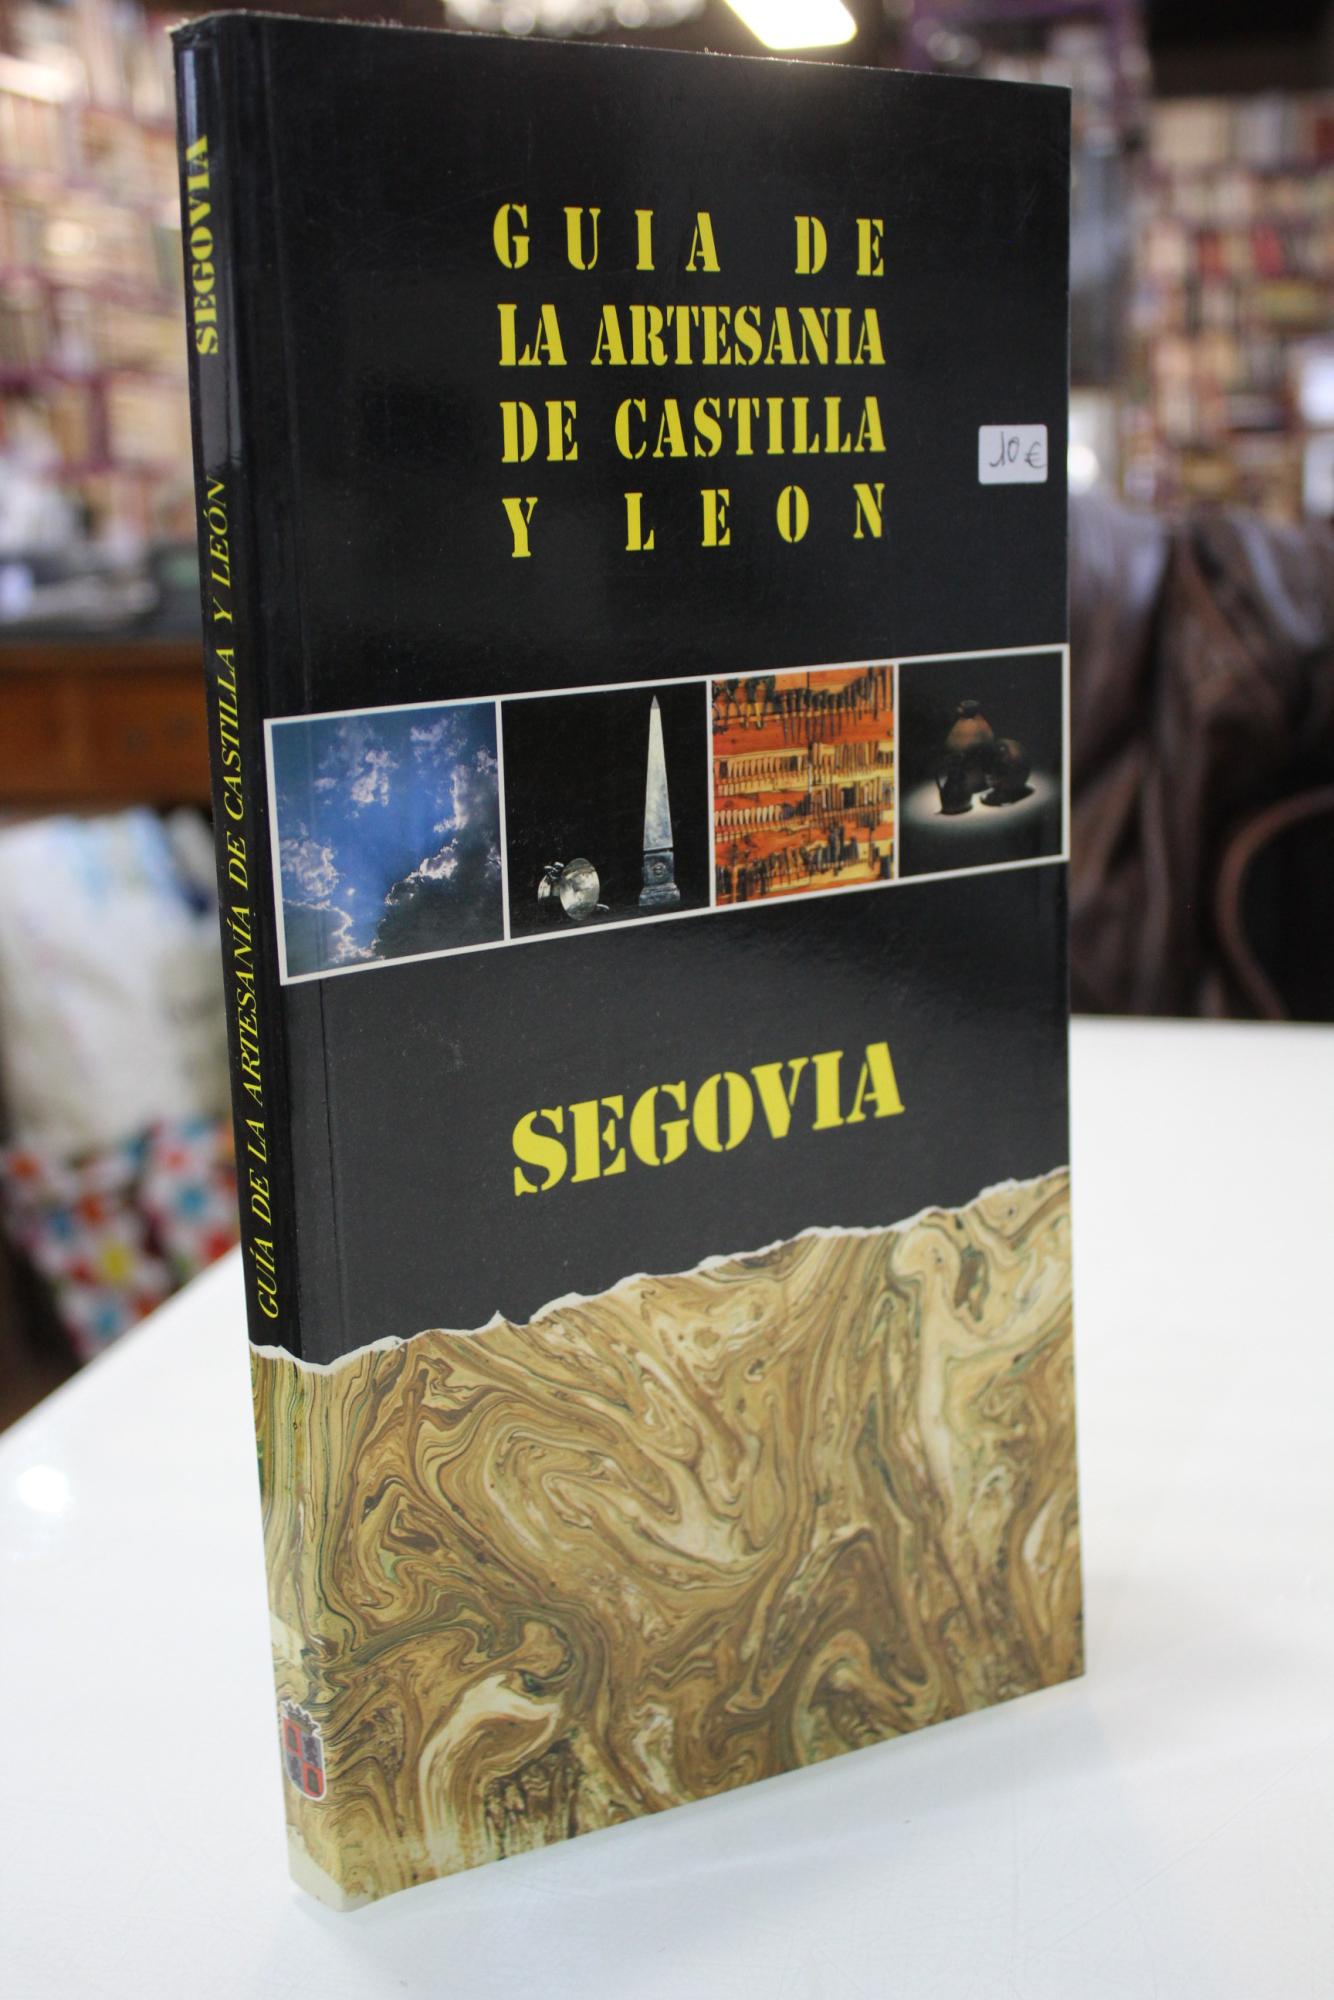 GUIA DE
LA ARTESANIA
DE CASTILLA
Y LEON
10 €
SEGOVIA
GUÍA DE LA ARTESANÍA DE CASTILLA Y LEÓN
SEGOVIA